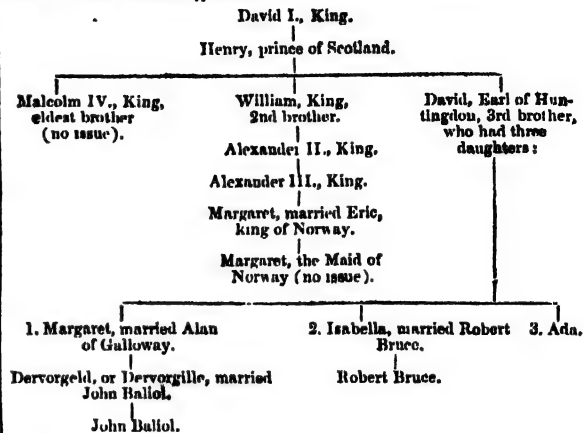 David I., King.
Henry, prince of Scotland.
Malcolm IV., King,
eldest brother
(no issue).
William, King,
2nd brother.
Alexander II., King.
Alexander III., King.
Margaret, married Eric,
king of Norway.
Margaret, the Maid of
Norway (no issue).
David, Earl of Hun-
tingdon, 3rd brother,
who had three
daughters:
1. Margaret, married Alan
of Galloway.
Dervorgeld, or Dervorgille, married
John Baliol.
John Baliol.
2. Isabella, married Robert
Bruce.
Robert Bruce.
3. Ada.